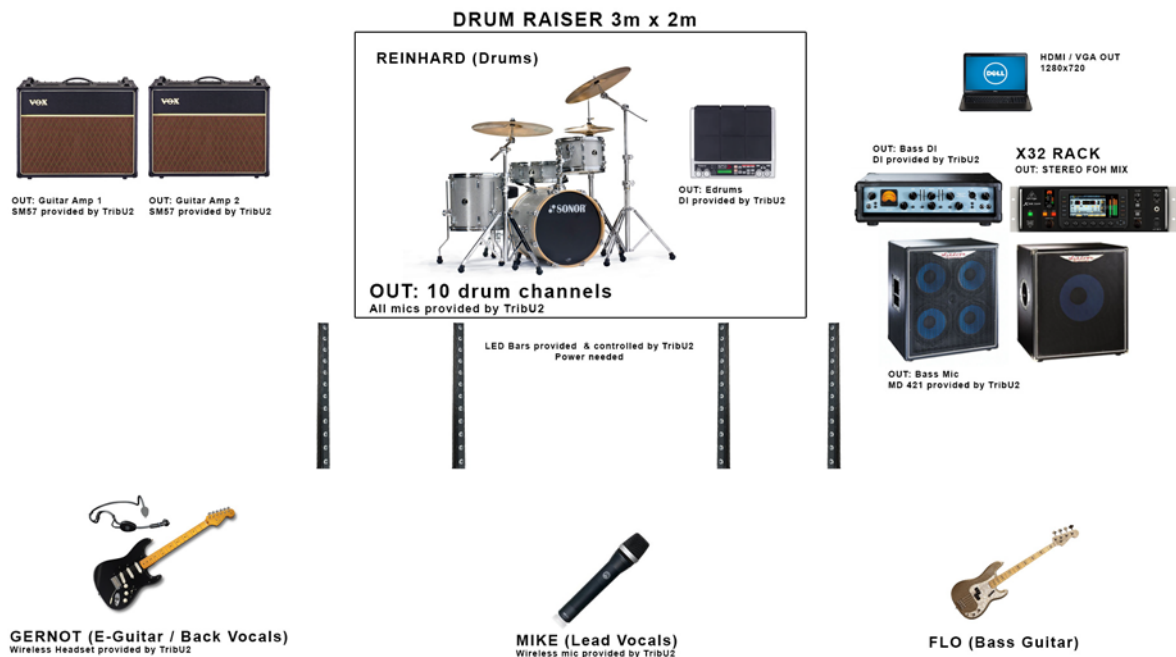 DRUM RAISER 3m x 2m
REINHARD (Drums)
VOX
VOX
OUT: Guitar Amp 1
SM57 provided by TribU2
OUT: Guitar Amp 2
SM57 provided by TribU2
SONOR
OUT: Edrums
DI provided by TribU2
OUT: 10 drum channels
All mics provided by TribU2
DELL
HDMI / VGA OUT
1280x720
OUT: Bass DI
DI provided by TribU2
X32 RACK
OUT: STEREO FOH MIX
OUT: Bass Mic
MD 421 provided by TribU2
LED Bars provided & controlled by TribU2
Power needed
GERNOT (E-Guitar / Back Vocals)
Wireless Headset provided by TribU2
MIKE (Lead Vocals)
Wireless mic provided by TribU2
FLO (Bass Guitar)